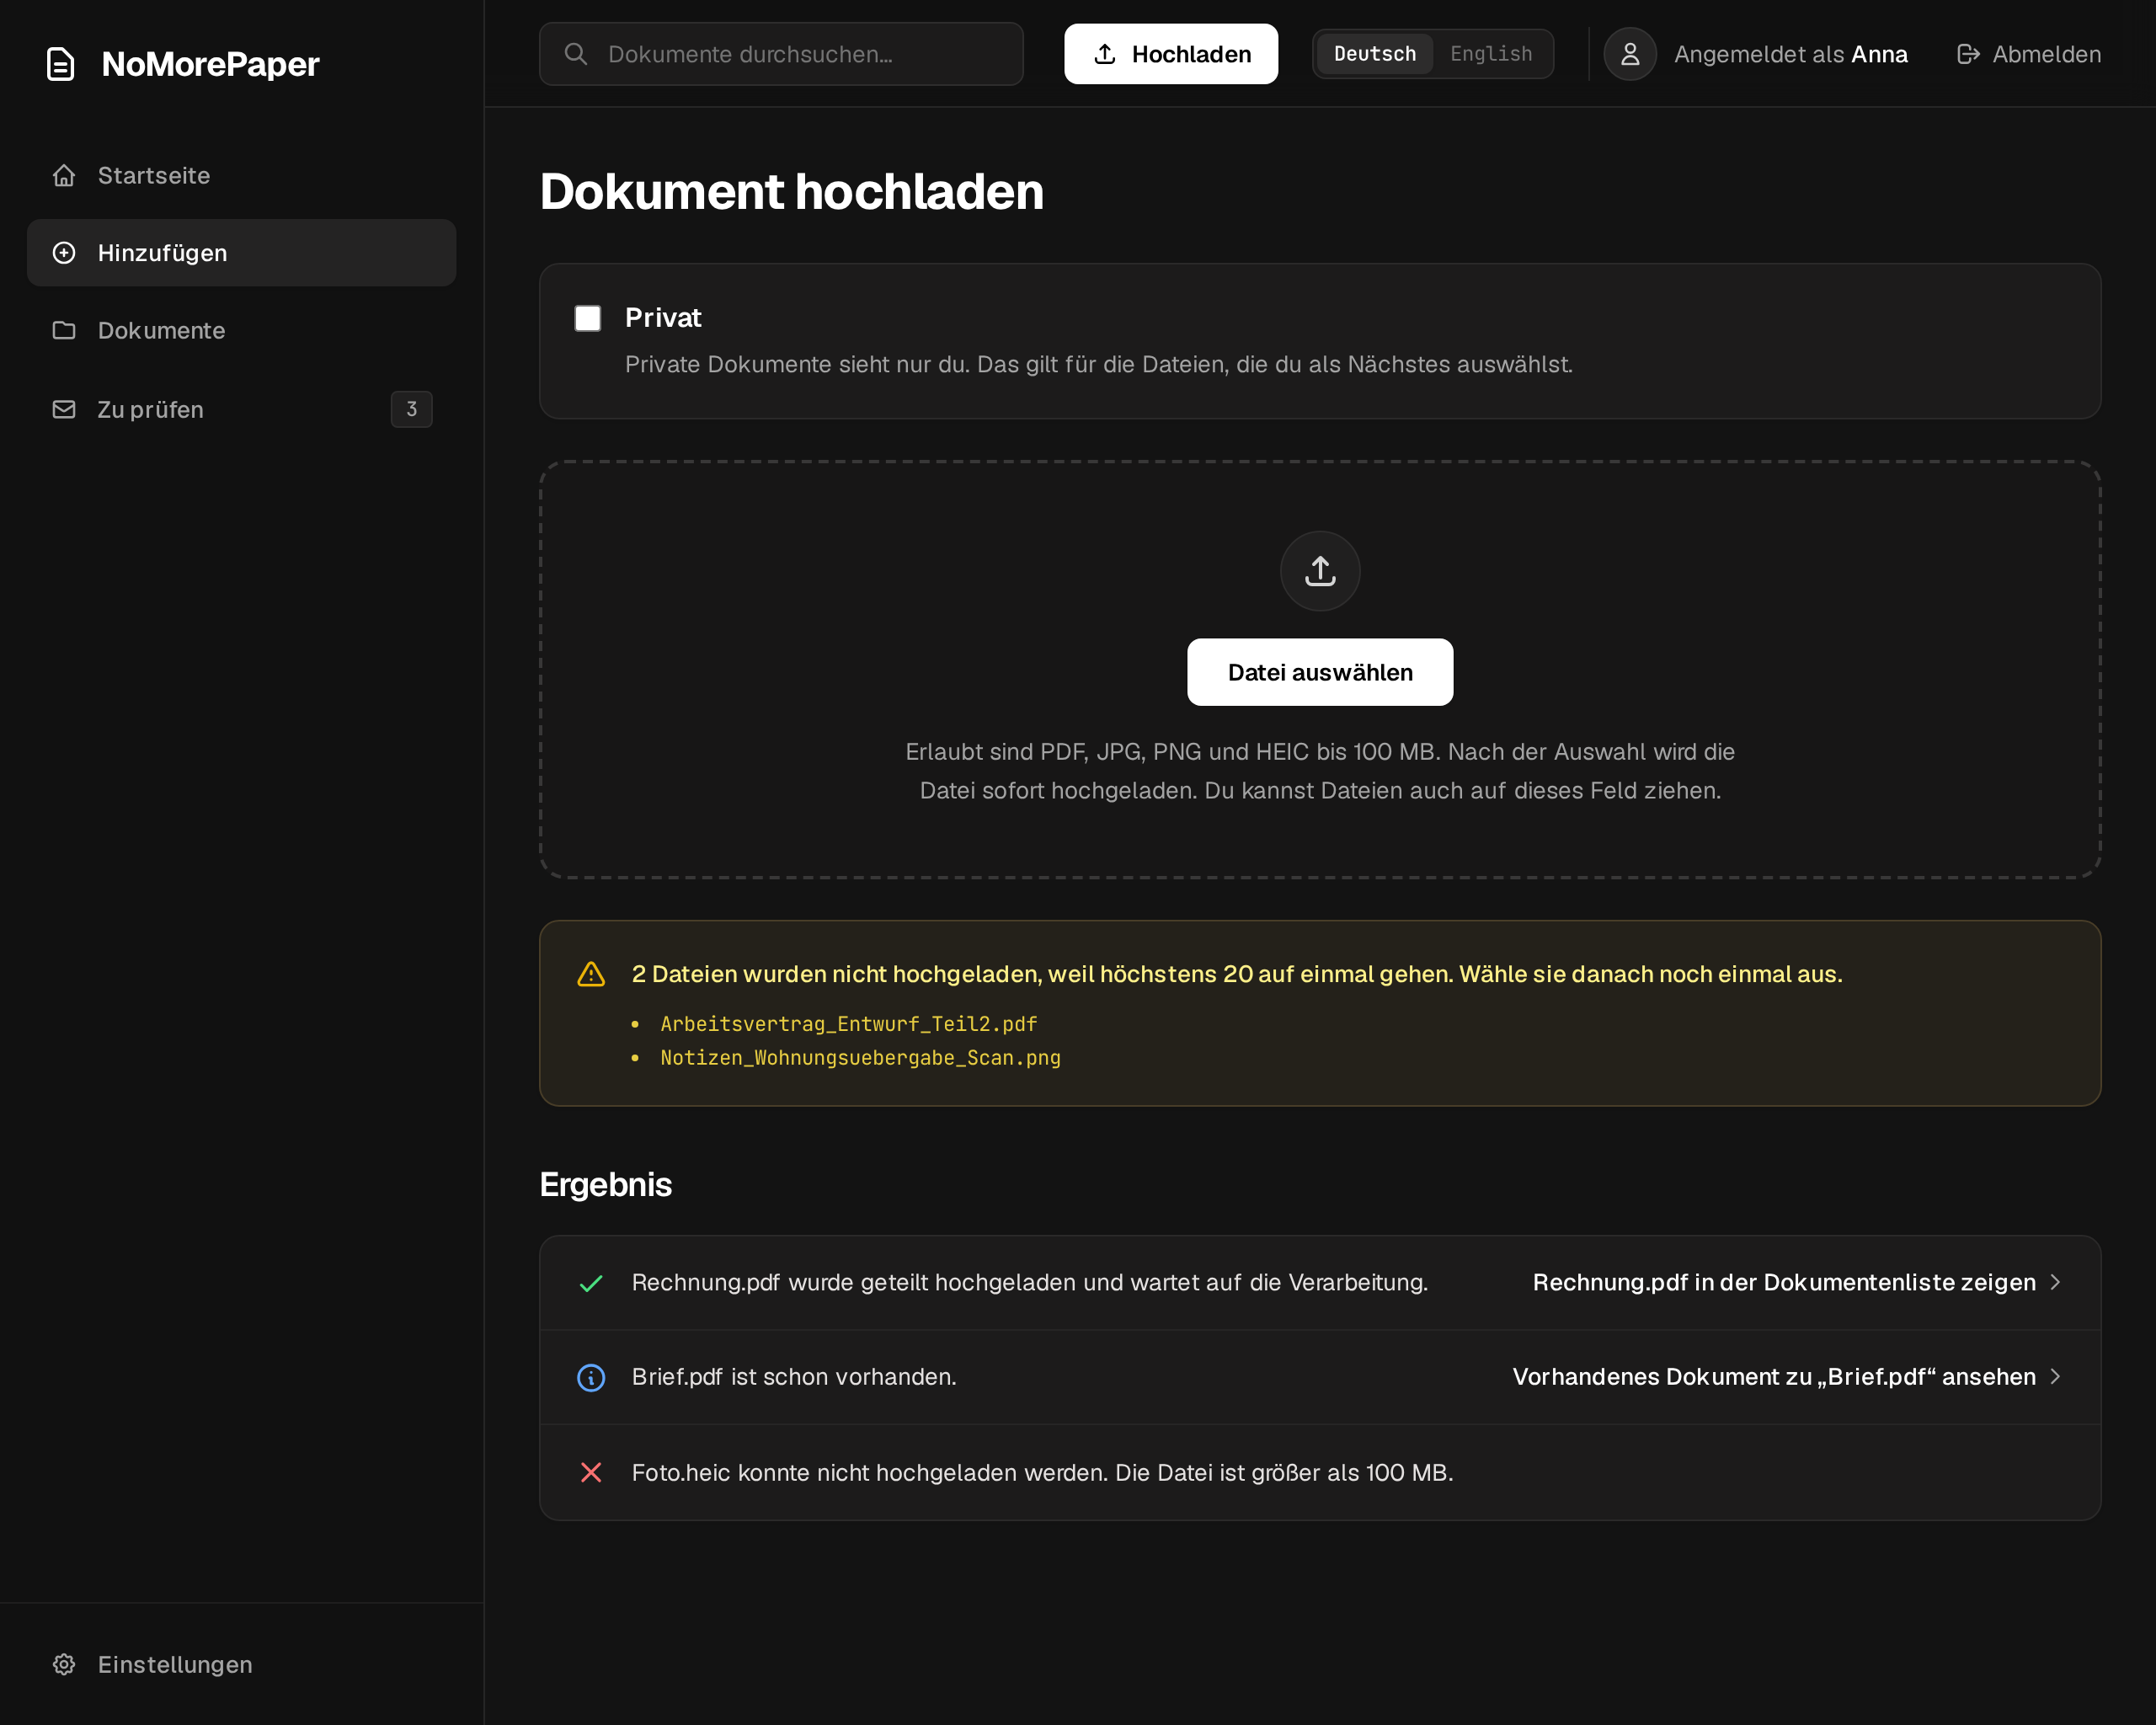 NoMorePaper
Startseite
Hinzufügen
Dokumente
Zu prüfen
3
Einstellungen
Dokumente durchsuchen...
Hochladen
Deutsch
English
Angemeldet als Anna
Abmelden
Dokument hochladen
Privat
Private Dokumente sieht nur du. Das gilt für die Dateien, die du als Nächstes auswählst.
Datei auswählen
Erlaubt sind PDF, JPG, PNG und HEIC bis 100 MB. Nach der Auswahl wird die
Datei sofort hochgeladen. Du kannst Dateien auch auf dieses Feld ziehen.
2 Dateien wurden nicht hochgeladen, weil höchstens 20 auf einmal gehen. Wähle sie danach noch einmal aus.
• Arbeitsvertrag_Entwurf_Teil2.pdf
• Notizen_Wohnungsuebergabe_Scan.png
Ergebnis
Rechnung.pdf wurde geteilt hochgeladen und wartet auf die Verarbeitung.
Rechnung.pdf in der Dokumentenliste zeigen
Brief.pdf ist schon vorhanden.
Vorhandenes Dokument zu „Brief.pdf“ ansehen
Foto.heic konnte nicht hochgeladen werden. Die Datei ist größer als 100 MB.